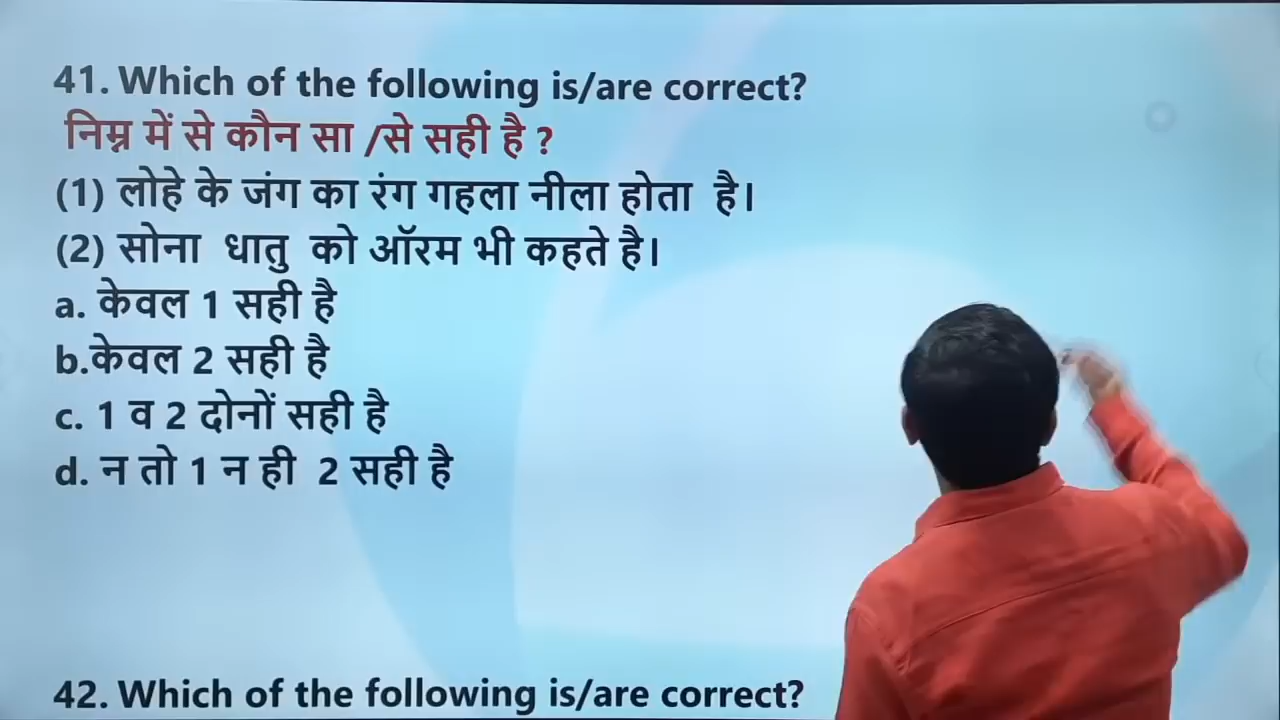 41. Which of the following is/are correct?
निम्न में से कौन सा /से सही है ?
(1) लोहे के जंग का रंग गहला नीला होता है।
(2) सोना धातु को ऑरम भी कहते है।
a. केवल 1 सही है
b.केवल 2 सही है
c. 1 व 2 दोनों सही है
d. न तो 1 न ही 2 सही है
42. Which of the following is/are correct?